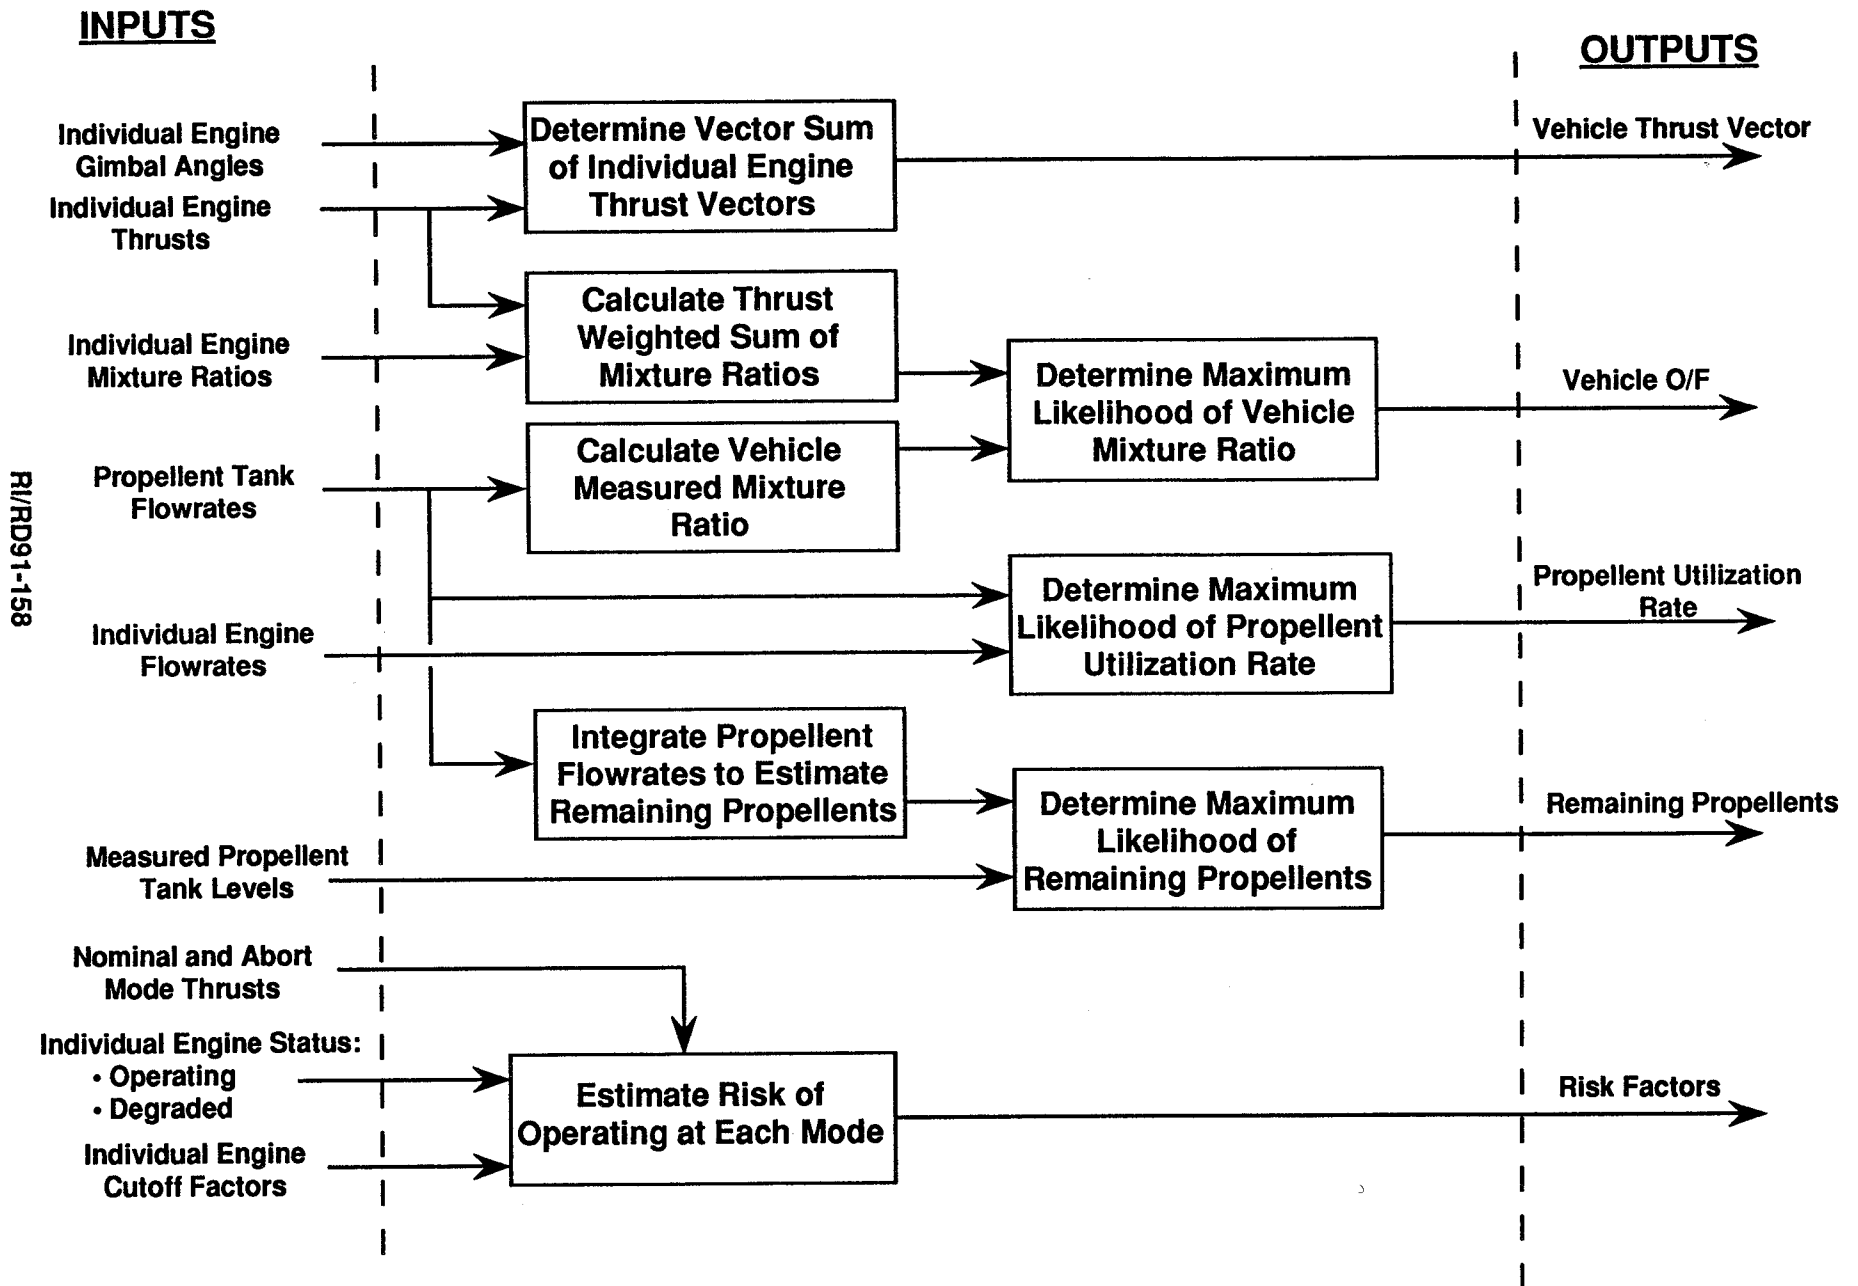 INPUTS
OUTPUTS
Individual Engine
Gimbal Angles
Individual Engine
Thrusts
Determine Vector Sum
of Individual Engine
Thrust Vectors
Vehicle Thrust Vector
Individual Engine
Mixture Ratios
Calculate Thrust
Weighted Sum of
Mixture Ratios
Determine Maximum
Likelihood of Vehicle
Mixture Ratio
Vehicle O/F
Propellent Tank
Flowrates
Calculate Vehicle
Measured Mixture
Ratio
RI/RD91-158
Individual Engine
Flowrates
Determine Maximum
Likelihood of Propellent
Utilization Rate
Propellent Utilization
Rate
Integrate Propellent
Flowrates to Estimate
Remaining Propellents
Determine Maximum
Likelihood of
Remaining Propellents
Remaining Propellents
Measured Propellent
Tank Levels
Nominal and Abort
Mode Thrusts
Individual Engine Status:
• Operating
• Degraded
Individual Engine
Cutoff Factors
Estimate Risk of
Operating at Each Mode
Risk Factors